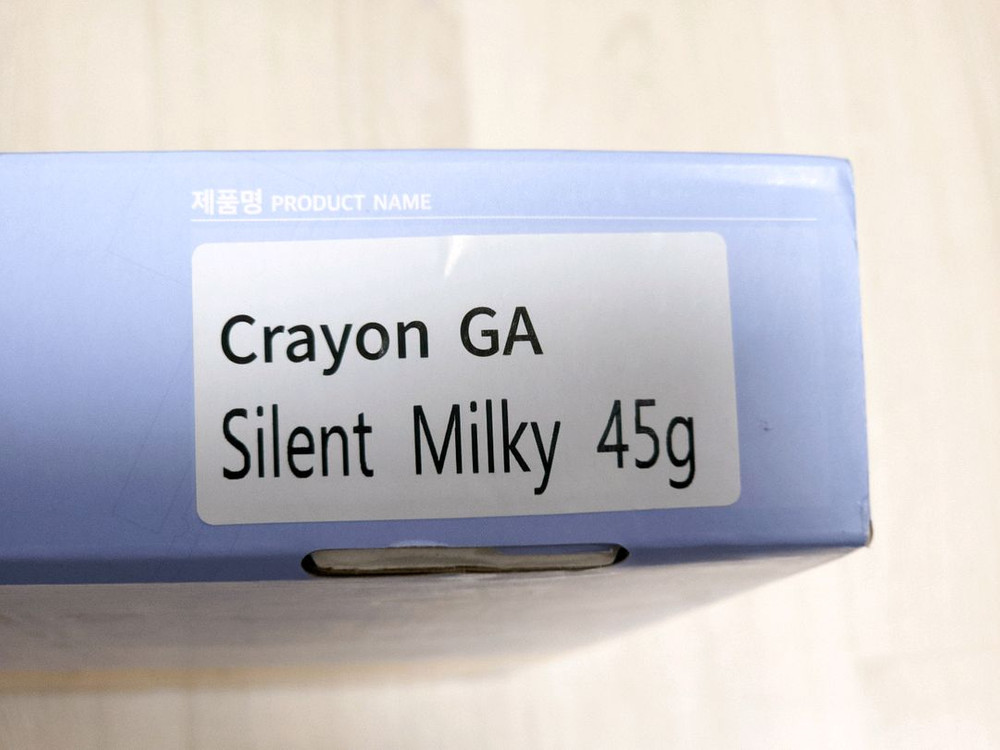 제품명 PRODUCT NAME
Crayon GA
Silent Milky 45g